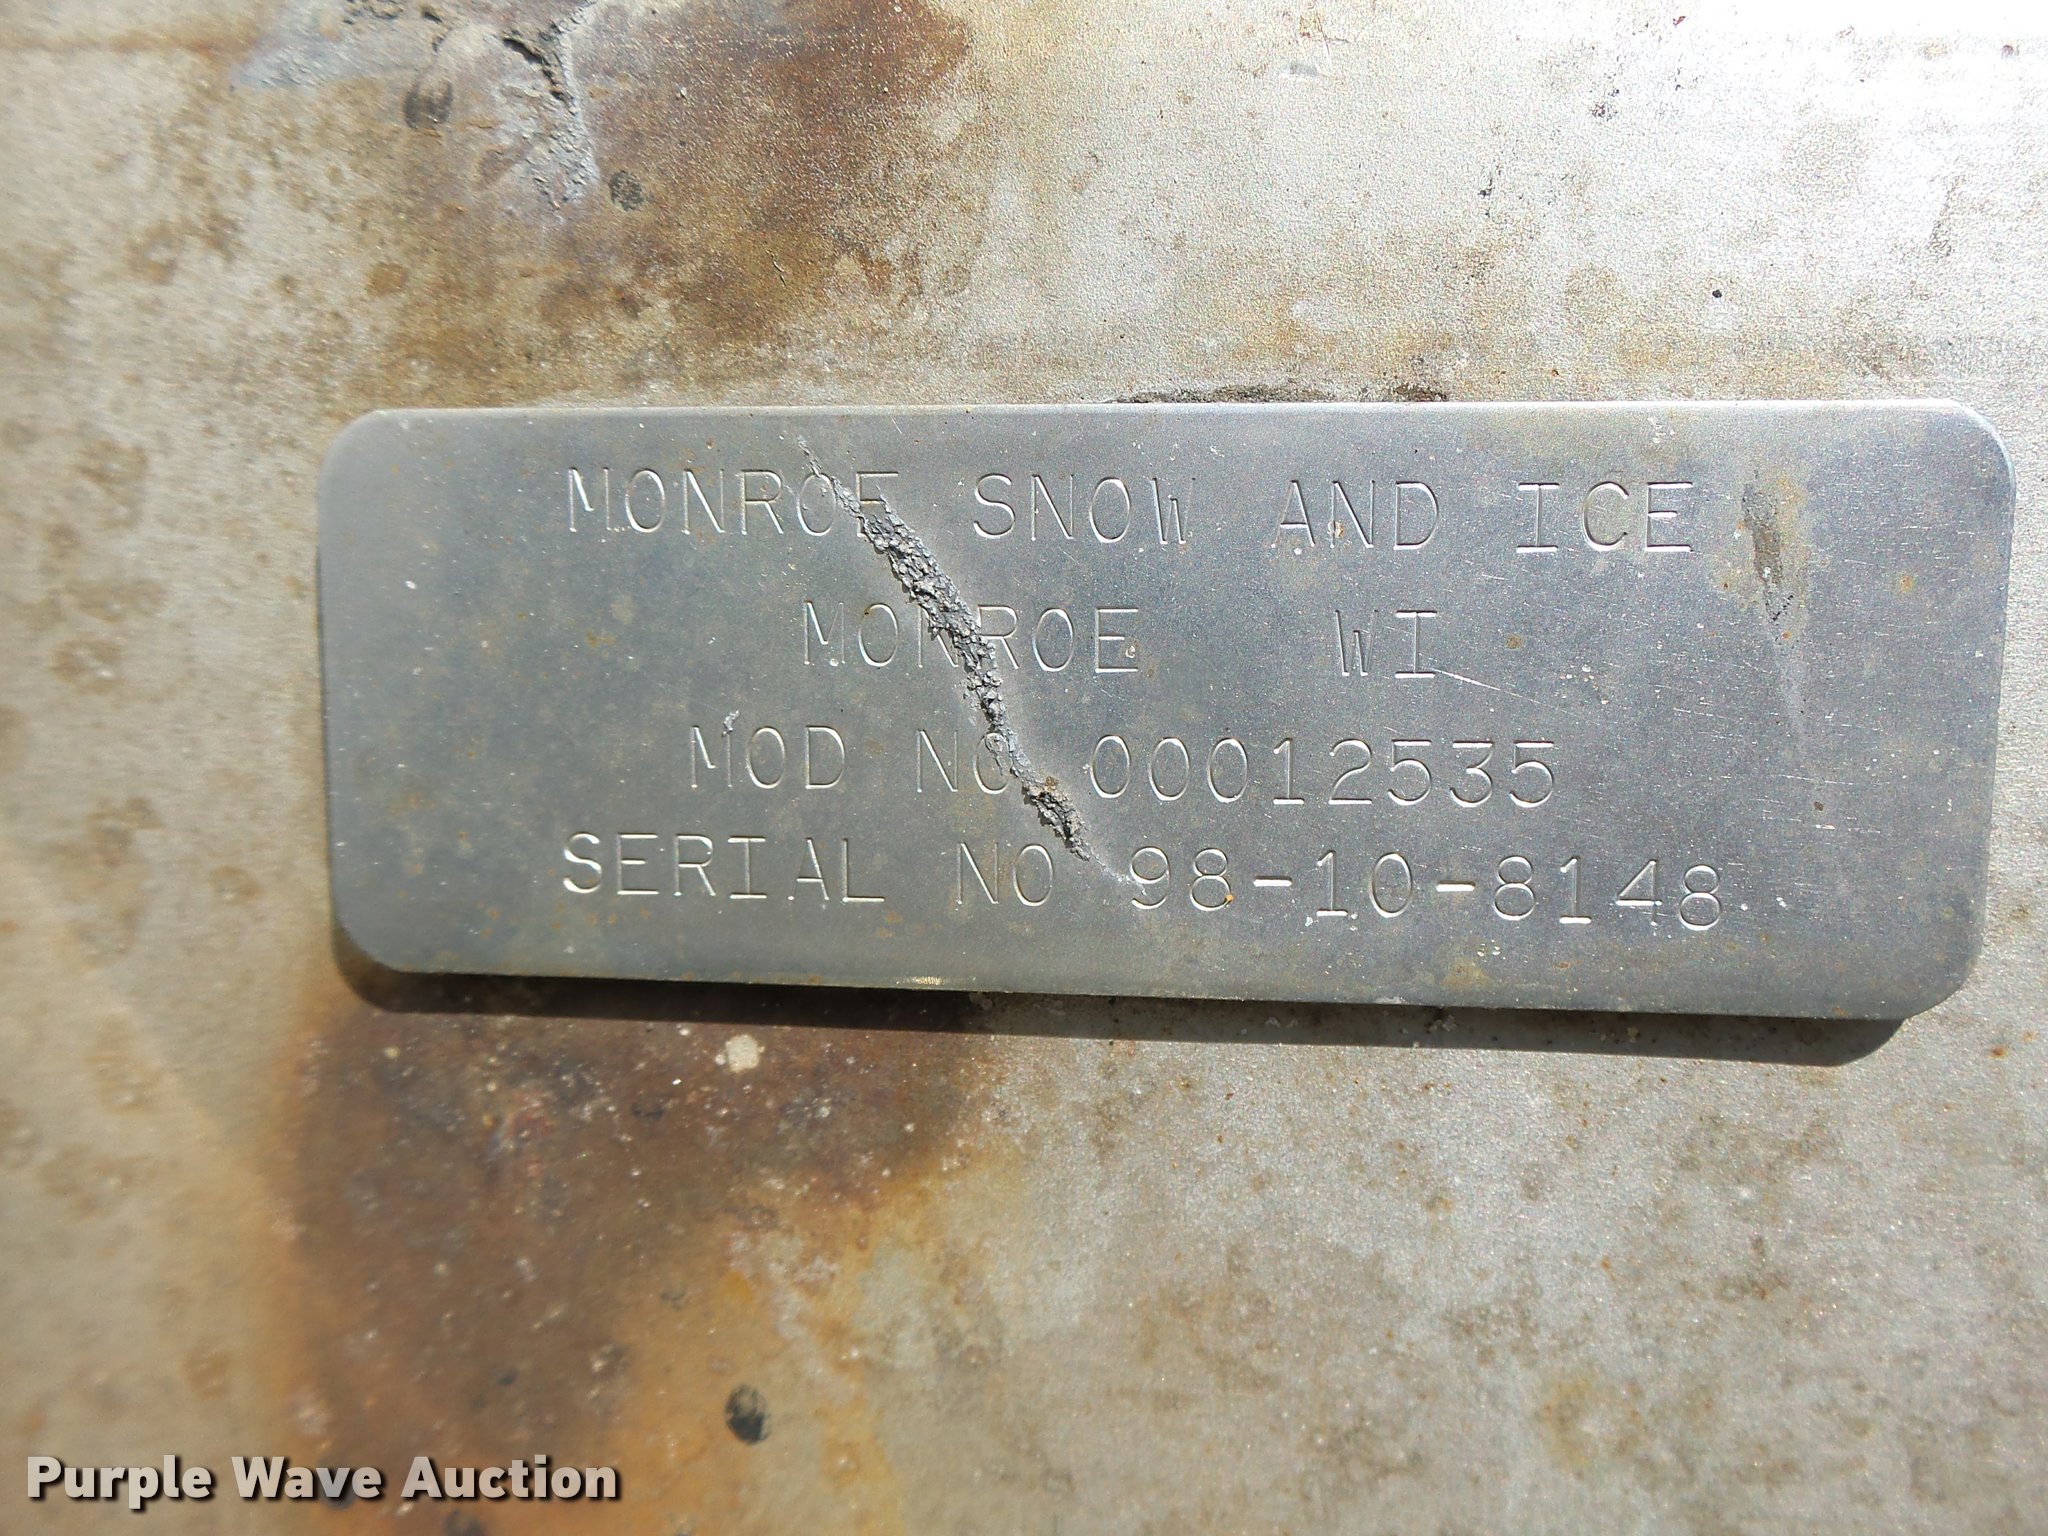 MONROE SNOW AND ICE
MONROE WI
MOD NO 00012535
SERIAL NO 98-10-8148
Purple Wave Auction